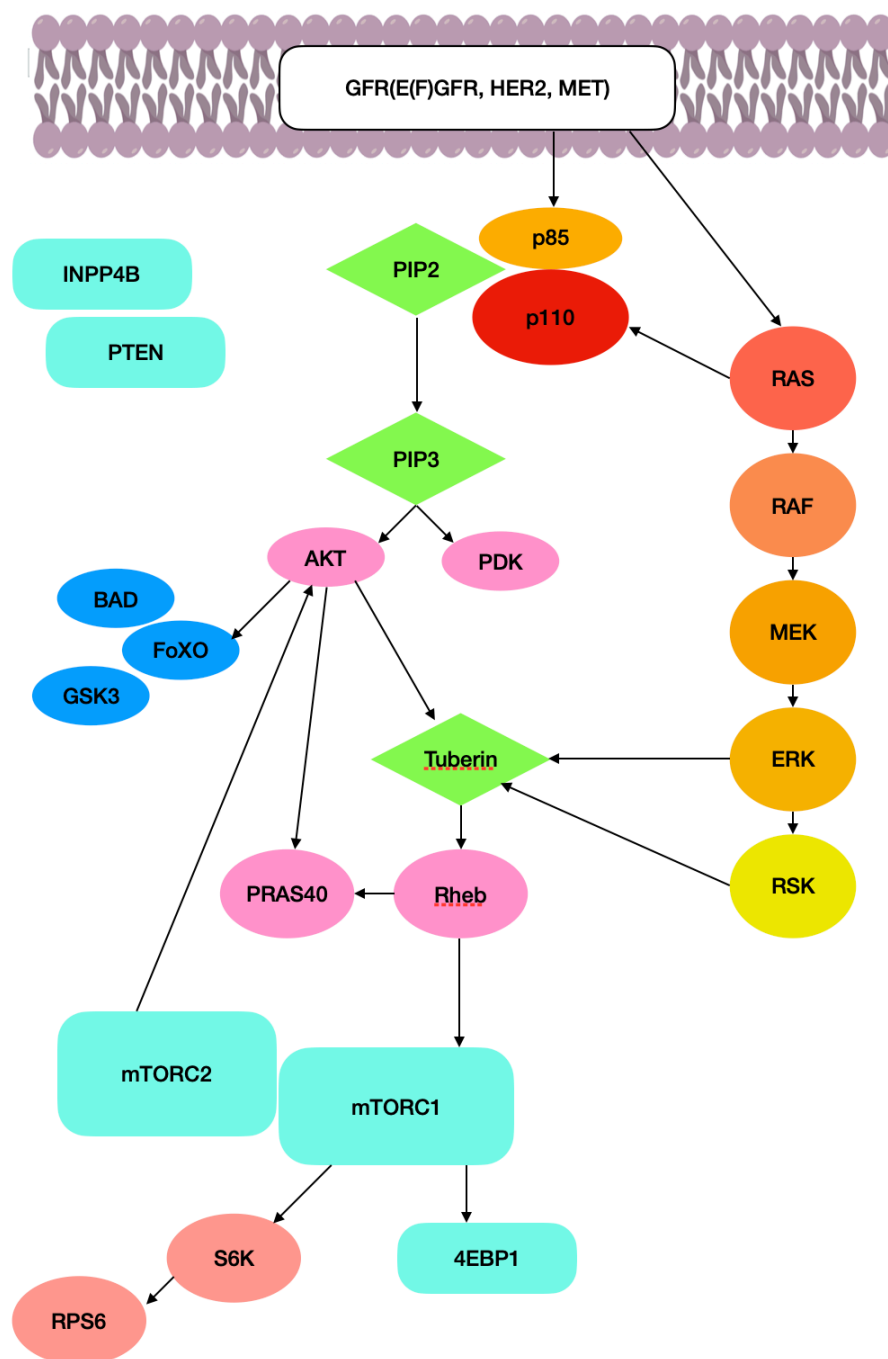 GFR(E(F)GFR, HER2, MET)
p85
PIP2
INPP4B
p110
PTEN
RAS
PIP3
RAF
AKT
PDK
BAD
MEK
FoXO
GSK3
Tuberin
ERK
RSK
PRAS40
Rheb
mTORC2
mTORC1
S6K
4EBP1
RPS6